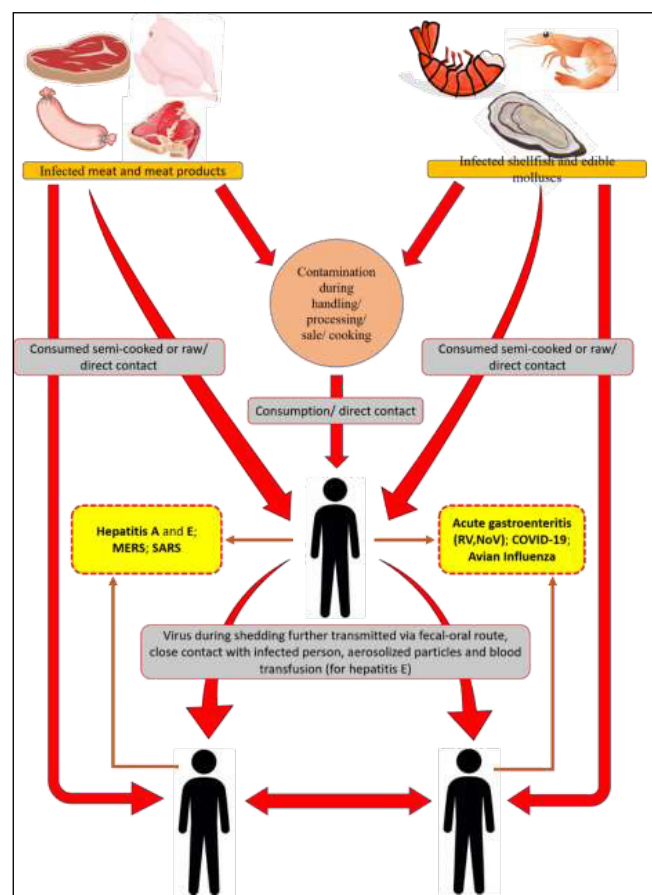 Infected meat and meat products
Infected shellfish and edible
molluscs
Contamination
during
handling/
processing/
sale/ cooking
Consumed semi-cooked or raw/
direct contact
Consumed semi-cooked or raw/
direct contact
Consumption/ direct contact
Hepatitis A and E;
MERS; SARS
Acute gastroenteritis
(RV,NoV); COVID-19;
Avian Influenza
Virus during shedding further transmitted via fecal-oral route,
close contact with infected person, aerosolized particles and blood
transfusion (for hepatitis E)